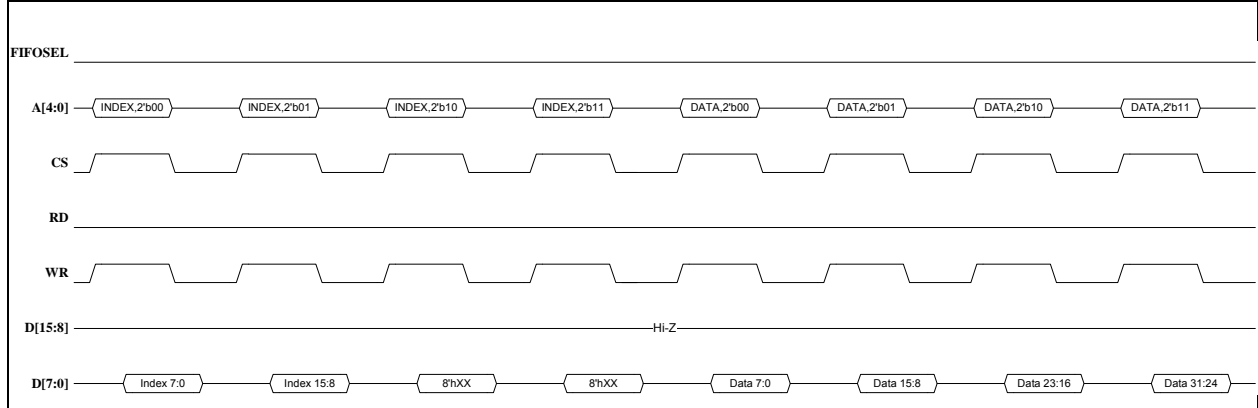 FIFOSEL
A[4:0] INDEX,2'b00 INDEX,2'b01 INDEX,2'b10 INDEX,2'b11 DATA,2'b00 DATA,2'b01 DATA,2'b10 DATA,2'b11
CS
RD
WR
D[15:8] Hi-Z
D[7:0] Index 7:0 Index 15:8 8'hXX 8'hXX Data 7:0 Data 15:8 Data 23:16 Data 31:24